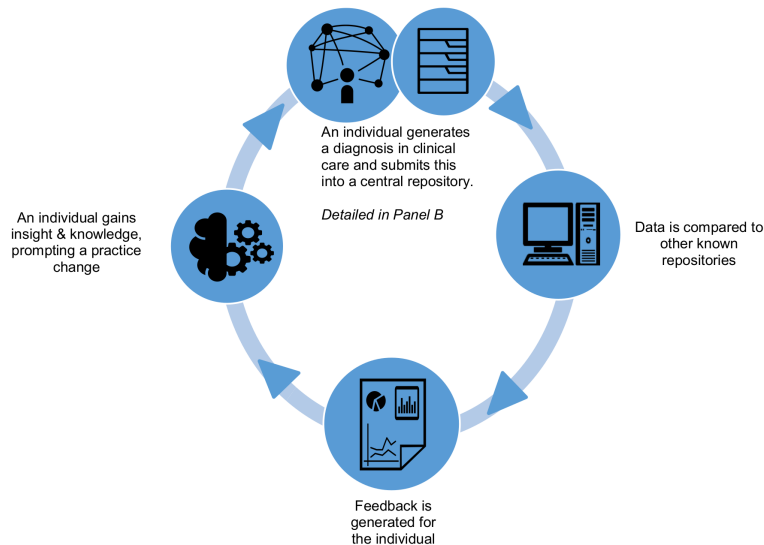 An individual generates
a diagnosis in clinical
care and submits this
into a central repository.
Detailed in Panel B
Data is compared to
other known
repositories
Feedback is
generated for
the individual
An individual gains
insight & knowledge,
prompting a practice
change